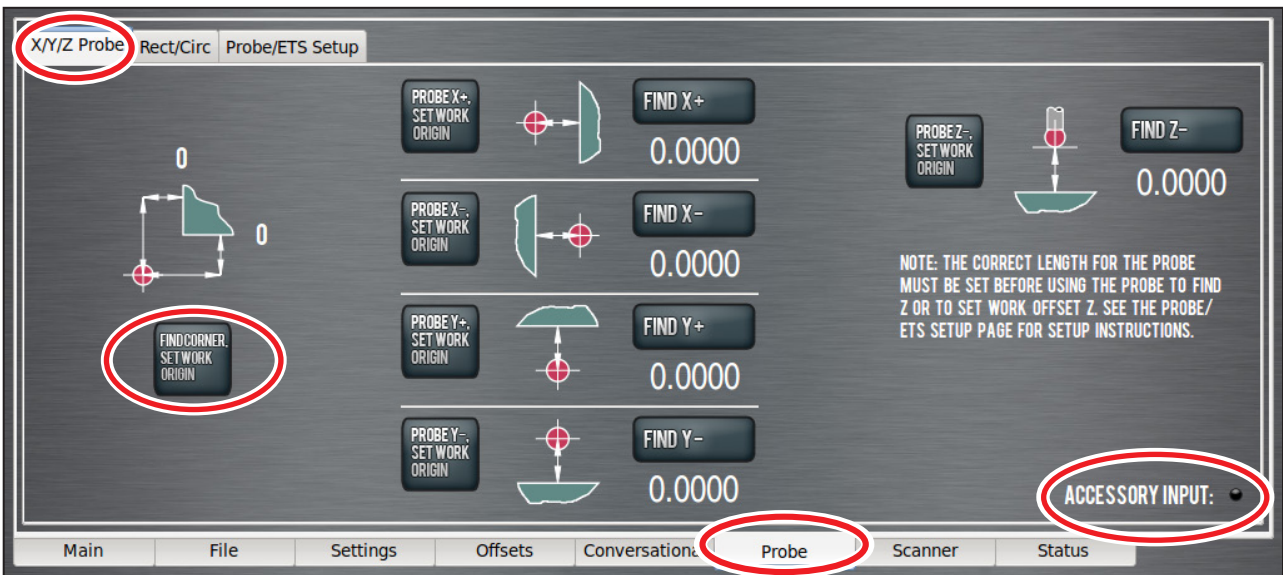 X/Y/Z Probe
Rect/Circ
Probe/ETS Setup
0
0
FIND CORNER,
SET WORK
ORIGIN
PROBE X+,
SET WORK
ORIGIN
FIND X+
0.0000
PROBE X-,
SET WORK
ORIGIN
FIND X-
0.0000
PROBE Y+,
SET WORK
ORIGIN
FIND Y+
0.0000
PROBE Y-,
SET WORK
ORIGIN
FIND Y-
0.0000
PROBE Z-,
SET WORK
ORIGIN
FIND Z-
0.0000
NOTE: THE CORRECT LENGTH FOR THE PROBE
MUST BE SET BEFORE USING THE PROBE TO FIND
Z OR TO SET WORK OFFSET Z. SEE THE PROBE/
ETS SETUP PAGE FOR SETUP INSTRUCTIONS.
ACCESSORY INPUT:
Main
File
Settings
Offsets
Conversationa
Probe
Scanner
Status